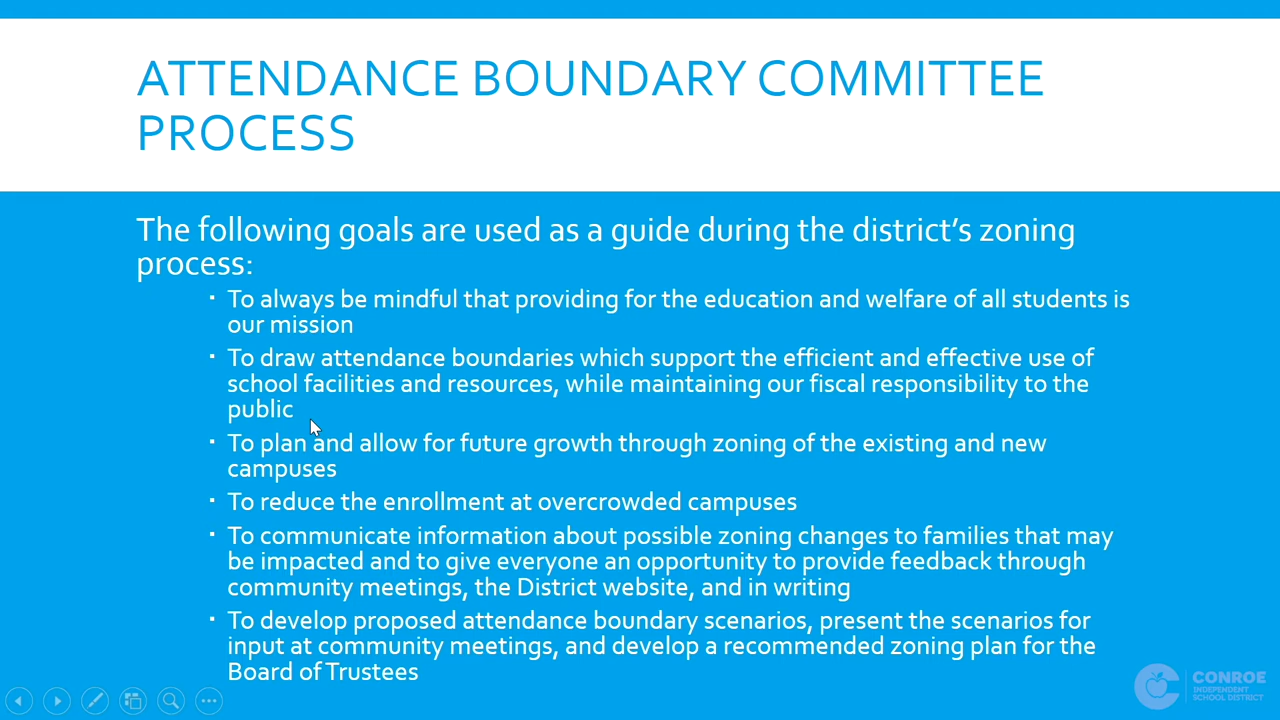 ATTENDANCE BOUNDARY COMMITTEE
PROCESS
The following goals are used as a guide during the district's zoning
process:
▪ To always be mindful that providing for the education and welfare of all students is
our mission
▪ To draw attendance boundaries which support the efficient and effective use of
school facilities and resources, while maintaining our fiscal responsibility to the
public
▪ To plan and allow for future growth through zoning of the existing and new
campuses
▪ To reduce the enrollment at overcrowded campuses
▪ To communicate information about possible zoning changes to families that may
be impacted and to give everyone an opportunity to provide feedback through
community meetings, the District website, and in writing
▪ To develop proposed attendance boundary scenarios, present the scenarios for
input at community meetings, and develop a recommended zoning plan for the
Board of Trustees
CONROE
INDEPENDENT
SCHOOL DISTRICT